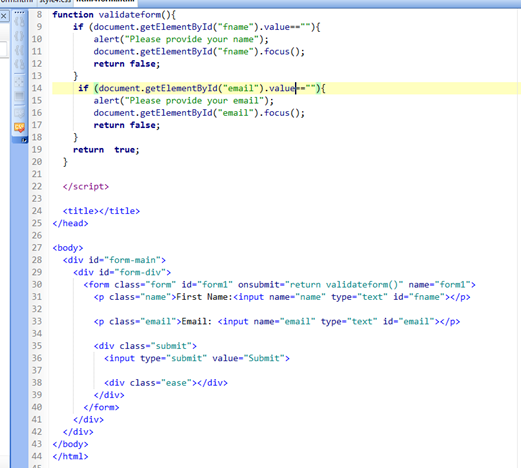 8 function validateform(){
9 if (document.getElementById("fname").value==""){
10 alert("Please provide your name");
11 document.getElementById("fname").focus();
12 return false;
13 }
14 if (document.getElementById("email").value==""){
15 alert("Please provide your email");
16 document.getElementById("email").focus();
17 return false;
18 }
19 return true;
20 }
21
22 </script>
23
24 <title></title>
25 </head>
26
27 <body>
28 <div id="form-main">
29 <div id="form-div">
30 <form class="form" id="form1" onsubmit="return validateform()" name="form1">
31 <p class="name">First Name:<input name="name" type="text" id="fname"></p>
32
33 <p class="email">Email: <input name="email" type="text" id="email"></p>
34
35 <div class="submit">
36 <input type="submit" value="Submit">
37
38 <div class="ease"></div>
39 </div>
40 </form>
41 </div>
42 </div>
43 </body>
44 </html>